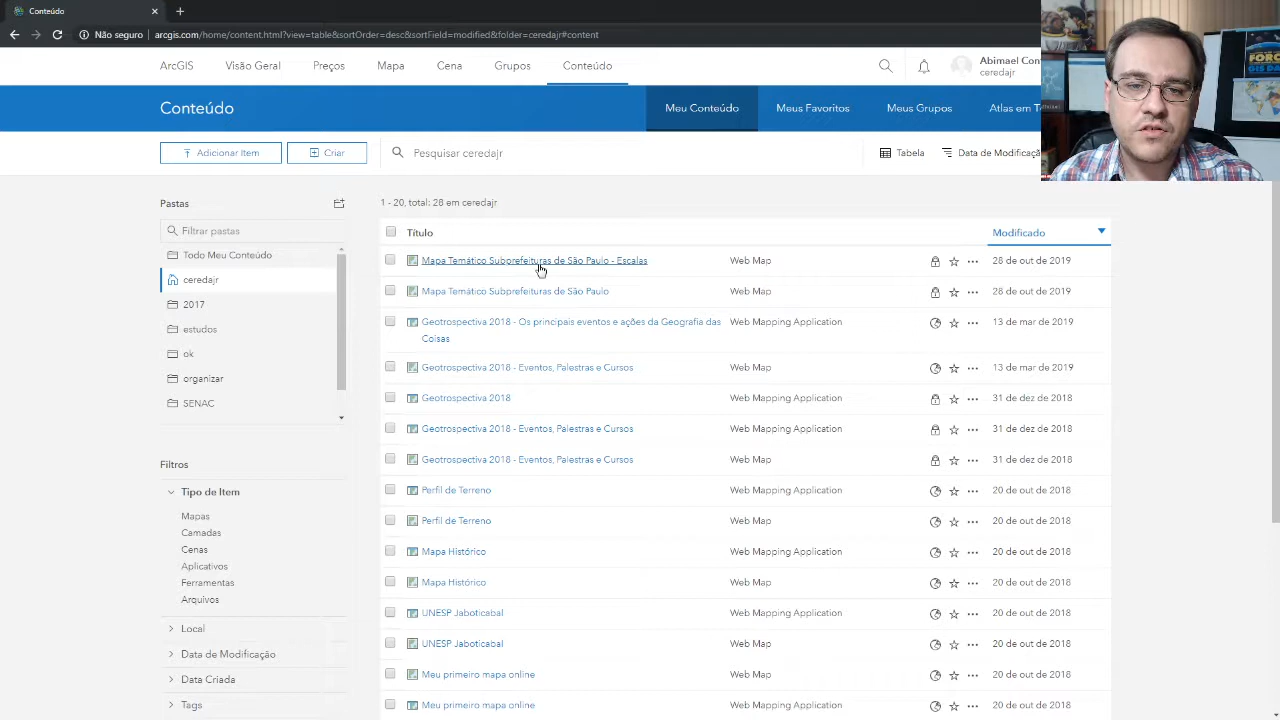 Conteúdo
Não seguro
arcgis.com/home/content.html?view=table&sortOrder=desc&sortField=modified&folder=ceredajr#content
ArcGIS Visão Geral Preços Mapa Cena Grupos Conteúdo
Abimael Con
ceredajr
Conteúdo Meu Conteúdo Meus Favoritos Meus Grupos Atlas em T
Adicionar Item Criar Pesquisar ceredajr Tabela Data de Modificaçã
Pastas 1 - 20, total: 28 em ceredajr
Filtrar pastas
Todo Meu Conteúdo
ceredajr
2017
estudos
ok
organizar
SENAC
Filtros
Tipo de Item
Mapas
Camadas
Cenas
Aplicativos
Ferramentas
Arquivos
Local
Data de Modificação
Data Criada
Tags
Título Modificado
Mapa Temático Subprefeituras de São Paulo - Escalas Web Map 28 de out de 2019
Mapa Temático Subprefeituras de São Paulo Web Map 28 de out de 2019
Geotrospectiva 2018 - Os principais eventos e ações da Geografia das Web Mapping Application 13 de mar de 2019
Coisas
Geotrospectiva 2018 - Eventos, Palestras e Cursos Web Map 13 de mar de 2019
Geotrospectiva 2018 Web Mapping Application 31 de dez de 2018
Geotrospectiva 2018 - Eventos, Palestras e Cursos Web Mapping Application 31 de dez de 2018
Geotrospectiva 2018 - Eventos, Palestras e Cursos Web Map 31 de dez de 2018
Perfil de Terreno Web Mapping Application 20 de out de 2018
Perfil de Terreno Web Map 20 de out de 2018
Mapa Histórico Web Mapping Application 20 de out de 2018
Mapa Histórico Web Map 20 de out de 2018
UNESP Jaboticabal Web Mapping Application 20 de out de 2018
UNESP Jaboticabal Web Map 20 de out de 2018
Meu primeiro mapa online Web Map 20 de out de 2018
Meu primeiro mapa online Web Map 20 de out de 2018
FORC
GIS DA